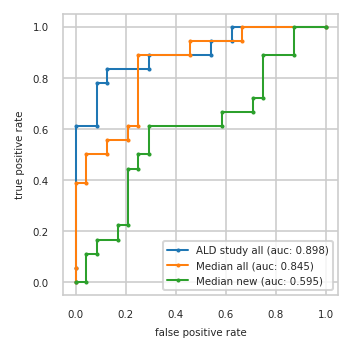 1.0
0.8
0.6
0.4
0.2
0.0
true positive rate
ALD study all (auc: 0.898)
Median all (auc: 0.845)
Median new (auc: 0.595)
0.0 0.2 0.4 0.6 0.8 1.0
false positive rate